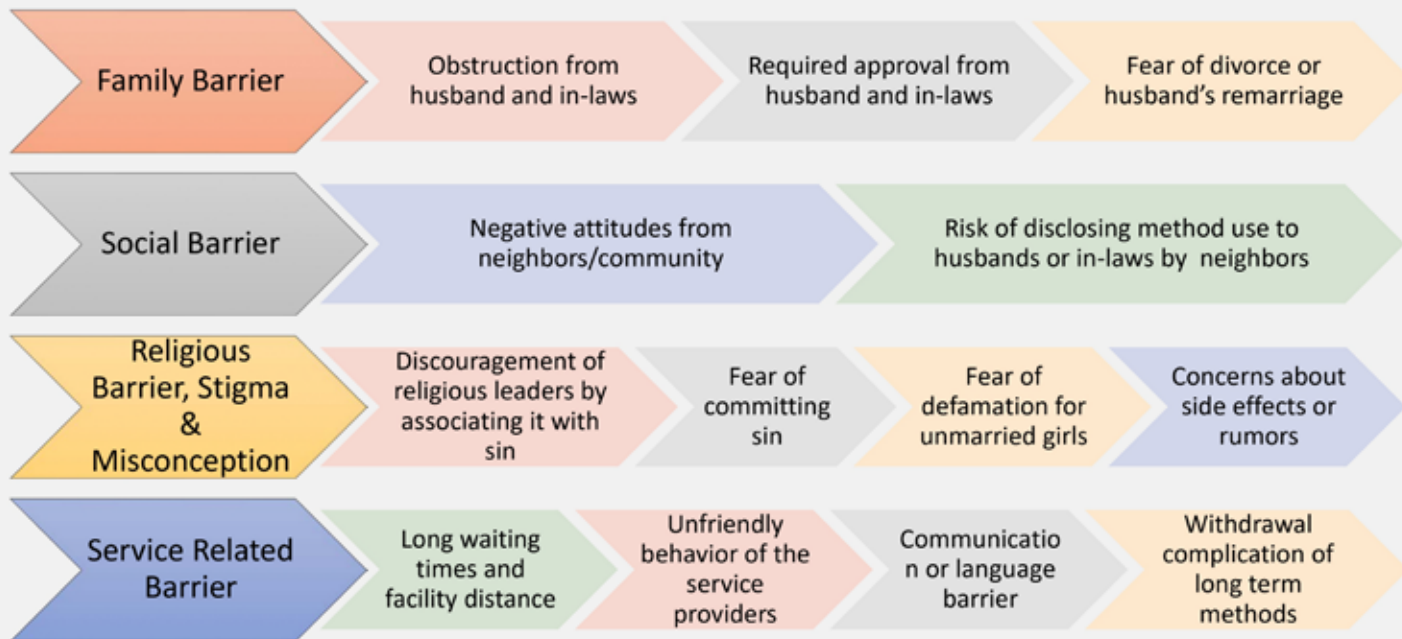 Family Barrier
Obstruction from
husband and in-laws
Required approval from
husband and in-laws
Fear of divorce or
husband's remarriage
Social Barrier
Negative attitudes from
neighbors/community
Risk of disclosing method use to
husbands or in-laws by neighbors
Religious
Barrier, Stigma
&
Misconception
Discouragement of
religious leaders by
associating it with
sin
Fear of
committing
sin
Fear of
defamation for
unmarried girls
Concerns about
side effects or
rumors
Service Related
Barrier
Long waiting
times and
facility distance
Unfriendly
behavior of the
service
providers
Communicatio
n or language
barrier
Withdrawal
complication of
long term
methods